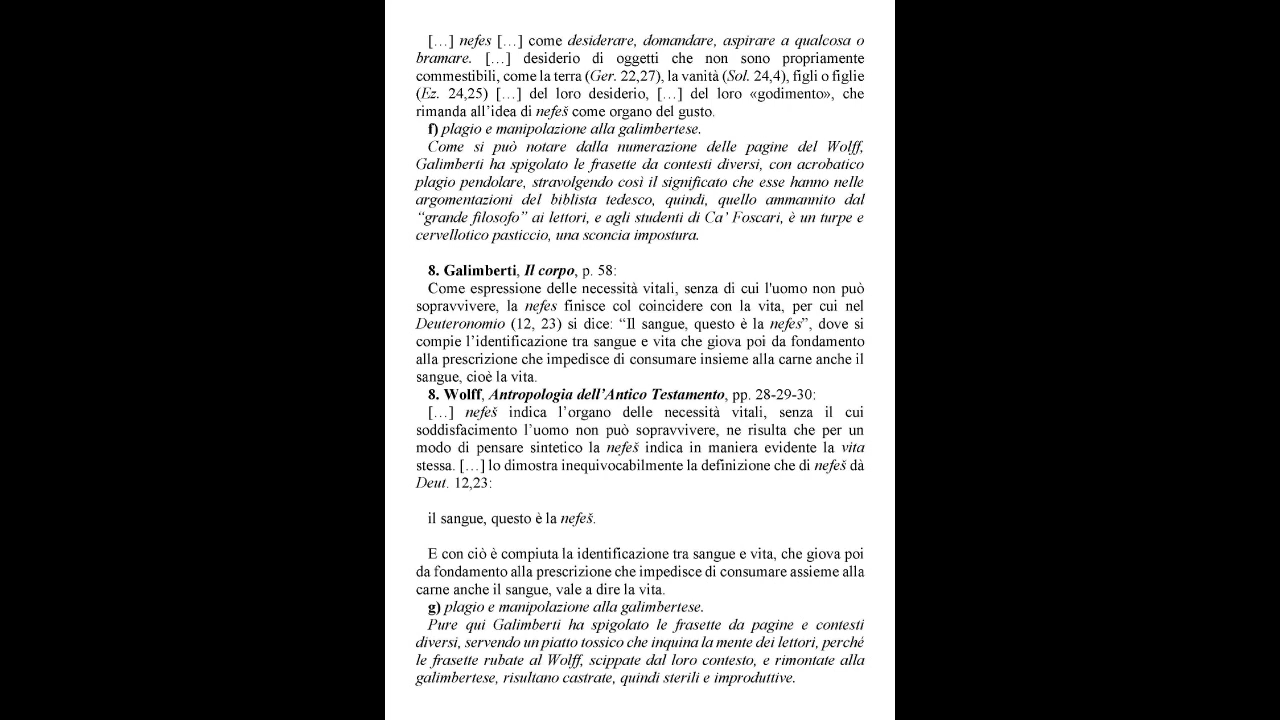 […] nefes […] come desiderare, domandare, aspirare a qualcosa o
bramare. […] desiderio di oggetti che non sono propriamente
commestibili, come la terra (Ger. 22,27), la vanità (Sol. 24,4), figli o figlie
(Ez. 24,25) […] del loro desiderio, […] del loro «godimento», che
rimanda all’idea di nefeš come organo del gusto.
f) plagio e manipolazione alla galimbertese.
Come si può notare dalla numerazione delle pagine del Wolff,
Galimberti ha spigolato le frasette da contesti diversi, con acrobatico
plagio pendolare, stravolgendo così il significato che esse hanno nelle
argomentazioni del biblista tedesco, quindi, quello ammannito dal
“grande filosofo” ai lettori, e agli studenti di Ca’ Foscari, è un turpe e
cervellotico pasticcio, una sconcia impostura.
8. Galimberti, Il corpo, p. 58:
Come espressione delle necessità vitali, senza di cui l'uomo non può
sopravvivere, la nefes finisce col coincidere con la vita, per cui nel
Deuteronomio (12, 23) si dice: “Il sangue, questo è la nefes”, dove si
compie l’identificazione tra sangue e vita che giova poi da fondamento
alla prescrizione che impedisce di consumare insieme alla carne anche il
sangue, cioè la vita.
8. Wolff, Antropologia dell’Antico Testamento, pp. 28-29-30:
[…] nefeš indica l’organo delle necessità vitali, senza il cui
soddisfacimento l’uomo non può sopravvivere, ne risulta che per un
modo di pensare sintetico la nefeš indica in maniera evidente la vita
stessa. […] lo dimostra inequivocabilmente la definizione che di nefeš dà
Deut. 12,23:
il sangue, questo è la nefeš.
E con ciò è compiuta la identificazione tra sangue e vita, che giova poi
da fondamento alla prescrizione che impedisce di consumare assieme alla
carne anche il sangue, vale a dire la vita.
g) plagio e manipolazione alla galimbertese.
Pure qui Galimberti ha spigolato le frasette da pagine e contesti
diversi, servendo un piatto tossico che inquina la mente dei lettori, perché
le frasette rubate al Wolff, scippate dal loro contesto, e rimontate alla
galimbertese, risultano castrate, quindi sterili e improduttive.